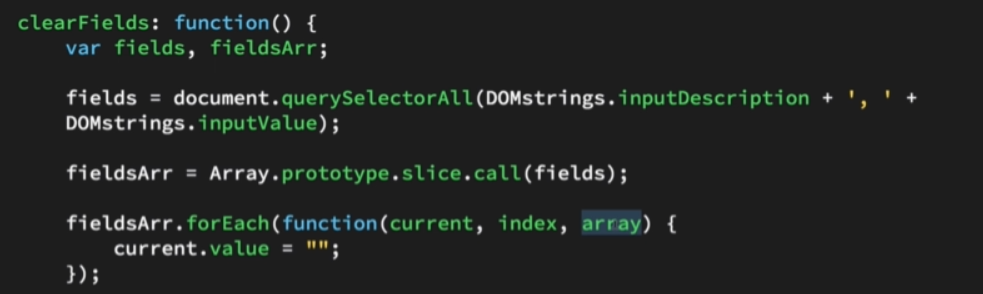 clearFields: function() {
var fields, fieldsArr;
fields = document.querySelectorAll(DOMstrings.inputDescription + ', ' +
DOMstrings.inputValue);
fieldsArr = Array.prototype.slice.call(fields);
fieldsArr.forEach(function(current, index, array) {
current.value = "";
});